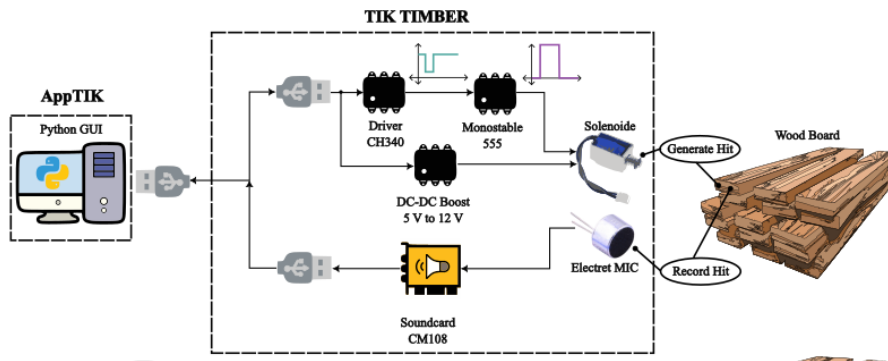 TIK TIMBER
AppTIK
Python GUI
Driver
CH340
Monostable
555
Solenoide
Generate Hit
Wood Board
DC-DC Boost
5 V to 12 V
Electret MIC
Record Hit
Soundcard
CM108